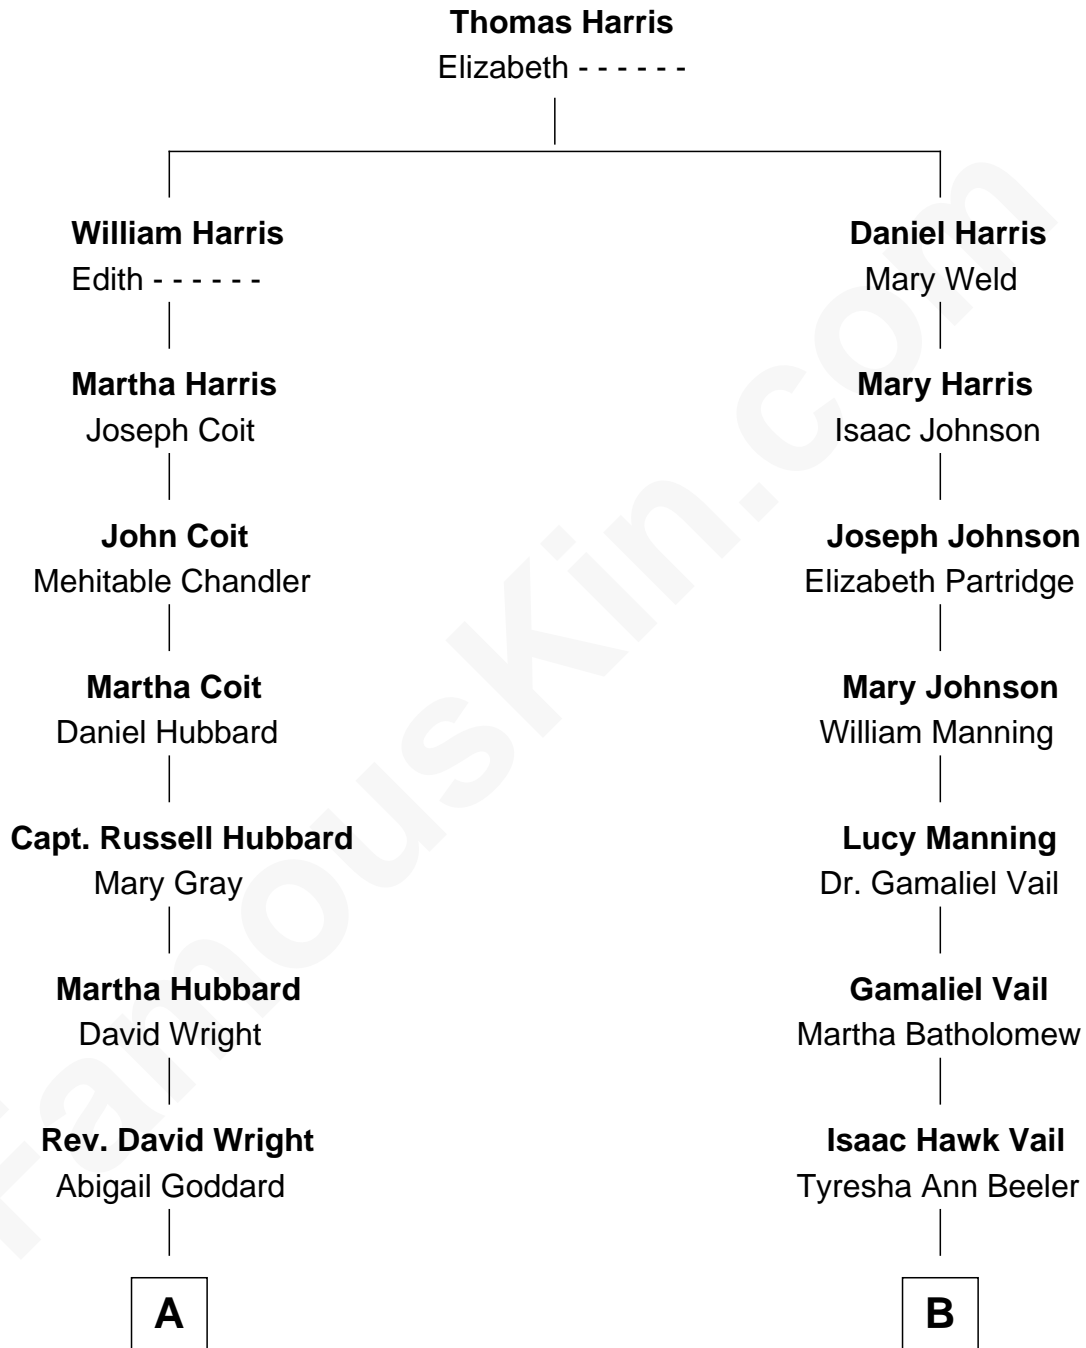 Thomas Harris
Elizabeth - - - - - -
William Harris
Edith - - - - - -
Daniel Harris
Mary Weld
Martha Harris
Joseph Coit
Mary Harris
Isaac Johnson
John Coit
Mehitable Chandler
Joseph Johnson
Elizabeth Partridge
Martha Coit
Daniel Hubbard
Mary Johnson
William Manning
Capt. Russell Hubbard
Mary Gray
Lucy Manning
Dr. Gamaliel Vail
Martha Hubbard
David Wright
Gamaliel Vail
Martha Batholomew
Rev. David Wright
Abigail Goddard
Isaac Hawk Vail
Tyresha Ann Beeler
A
B
FamousKin.com